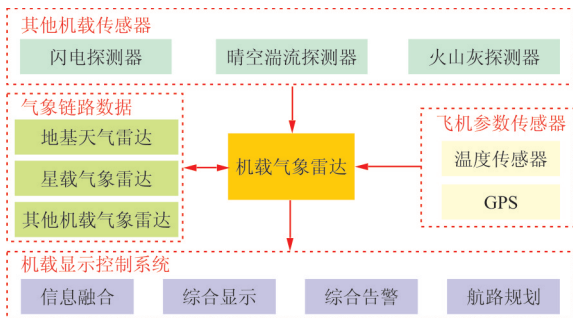 其他机载传感器
闪电探测器
晴空湍流探测器
火山灰探测器
气象链路数据
地基天气雷达
星载气象雷达
其他机载气象雷达
机载气象雷达
飞机参数传感器
温度传感器
GPS
机载显示控制系统
信息融合
综合显示
综合告警
航路规划